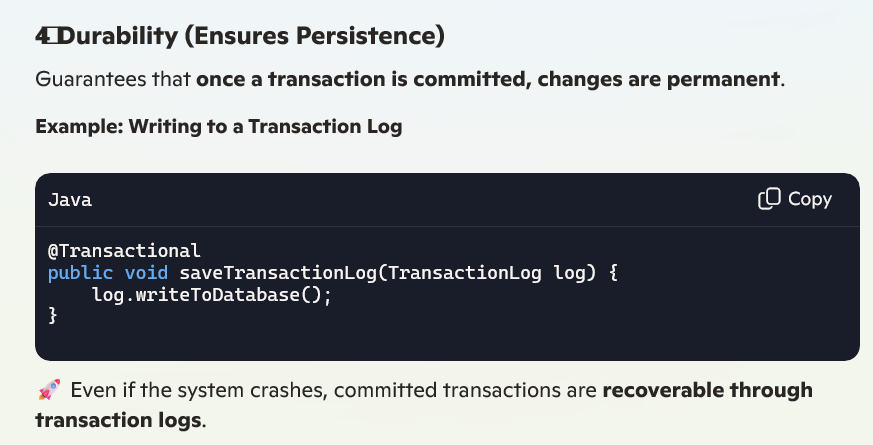 4️⃣Durability (Ensures Persistence)
Guarantees that once a transaction is committed, changes are permanent.
Example: Writing to a Transaction Log
Java
Copy
@Transactional
public void saveTransactionLog(TransactionLog log) {
    log.writeToDatabase();
}
🚀 Even if the system crashes, committed transactions are recoverable through
transaction logs.